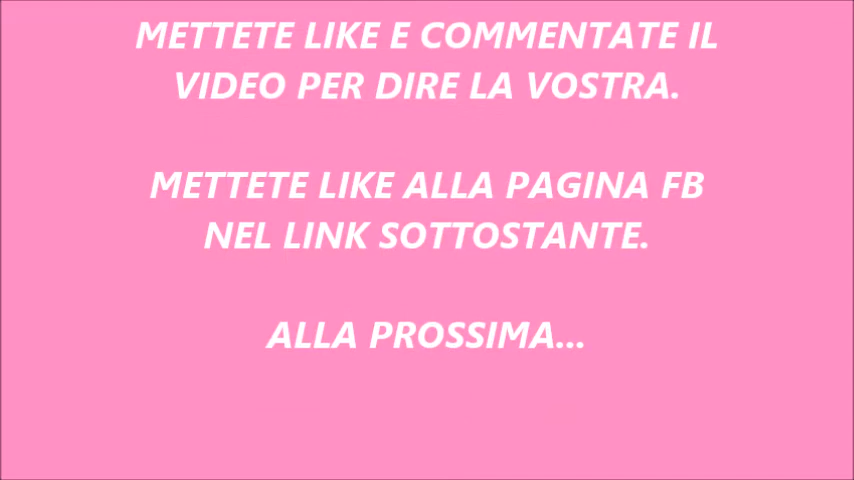 METTETE LIKE E COMMENTATE IL
VIDEO PER DIRE LA VOSTRA.
METTETE LIKE ALLA PAGINA FB
NEL LINK SOTTOSTANTE.
ALLA PROSSIMA...